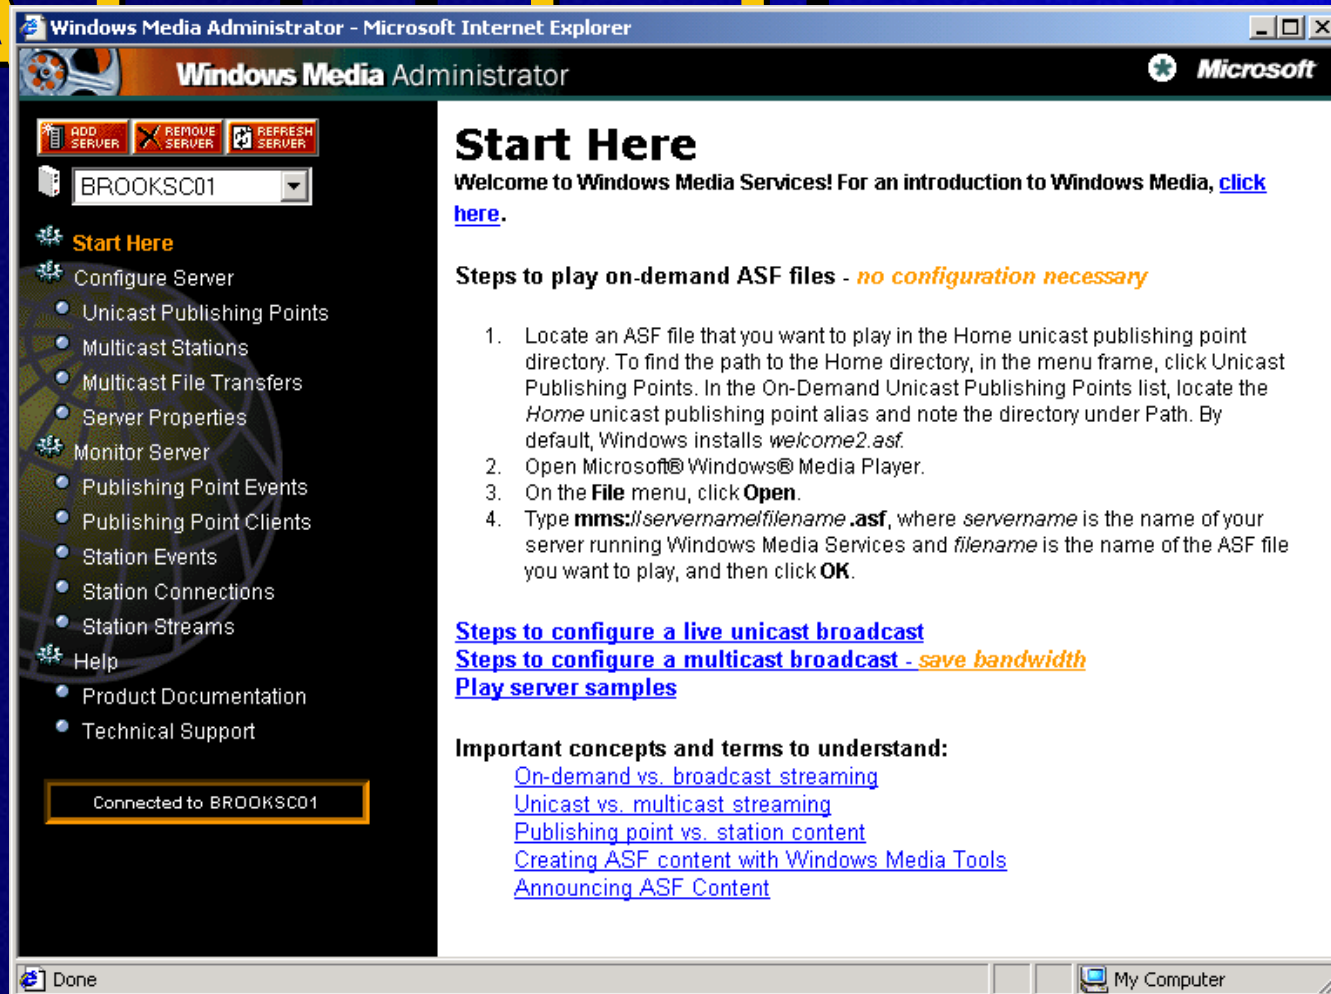 Windows Media Administrator - Microsoft Internet Explorer
Windows Media Administrator
Microsoft
ADD SERVER
REMOVE SERVER
REFRESH SERVER
BROOKSC01
Start Here
Configure Server
Unicast Publishing Points
Multicast Stations
Multicast File Transfers
Server Properties
Monitor Server
Publishing Point Events
Publishing Point Clients
Station Events
Station Connections
Station Streams
Help
Product Documentation
Technical Support
Connected to BROOKSC01
Start Here
Welcome to Windows Media Services! For an introduction to Windows Media, click
here.
Steps to play on-demand ASF files - no configuration necessary
1. Locate an ASF file that you want to play in the Home unicast publishing point
directory. To find the path to the Home directory, in the menu frame, click Unicast
Publishing Points. In the On-Demand Unicast Publishing Points list, locate the
Home unicast publishing point alias and note the directory under Path. By
default, Windows installs welcome2.asf.
2. Open Microsoft® Windows® Media Player.
3. On the File menu, click Open.
4. Type mms://servername/filename .asf, where servername is the name of your
server running Windows Media Services and filename is the name of the ASF file
you want to play, and then click OK.
Steps to configure a live unicast broadcast
Steps to configure a multicast broadcast - save bandwidth
Play server samples
Important concepts and terms to understand:
On-demand vs. broadcast streaming
Unicast vs. multicast streaming
Publishing point vs. station content
Creating ASF content with Windows Media Tools
Announcing ASF Content
Done
My Computer